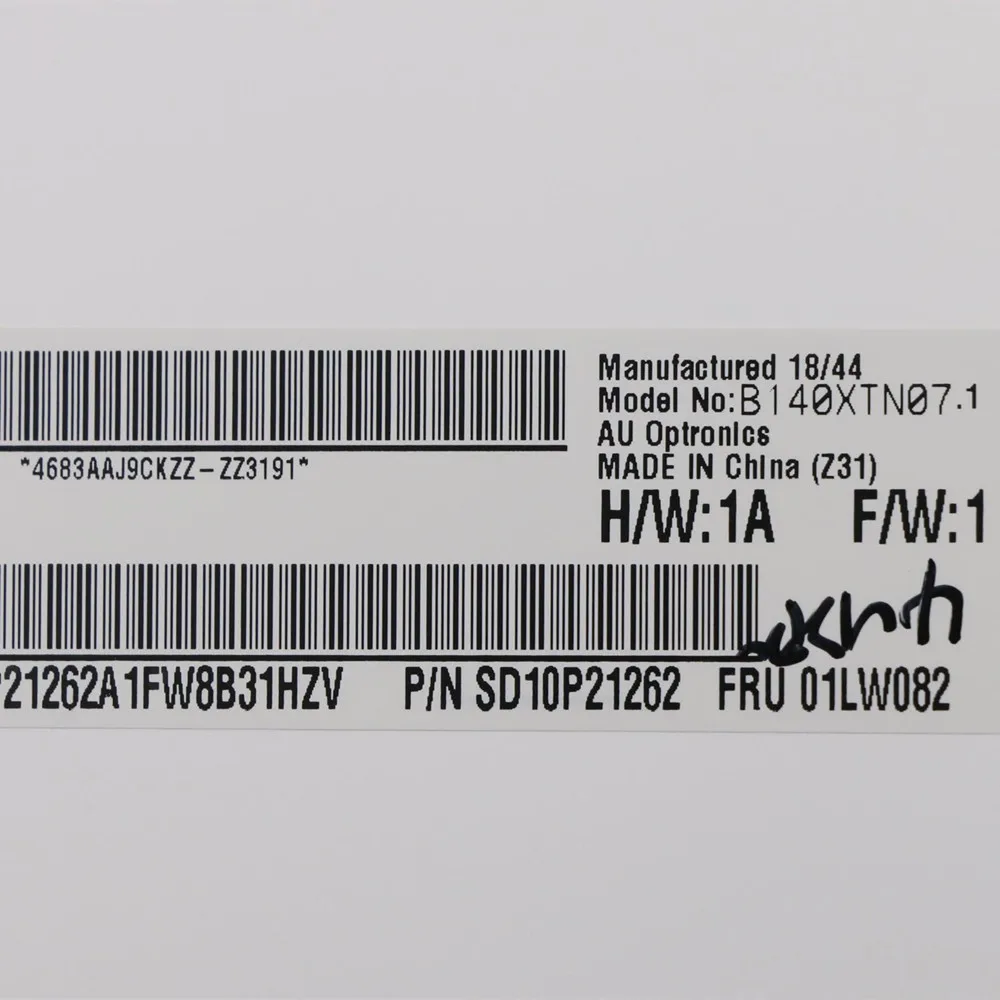 Manufactured 18/44
Model No:B140XTN07.1
AU Optronics
MADE IN China (Z31)
*4683AAJ9CKZZ-ZZ3191*
H/W:1A F/W:1
P21262A1FW8B31HZV P/N SD10P21262 FRU 01LW082